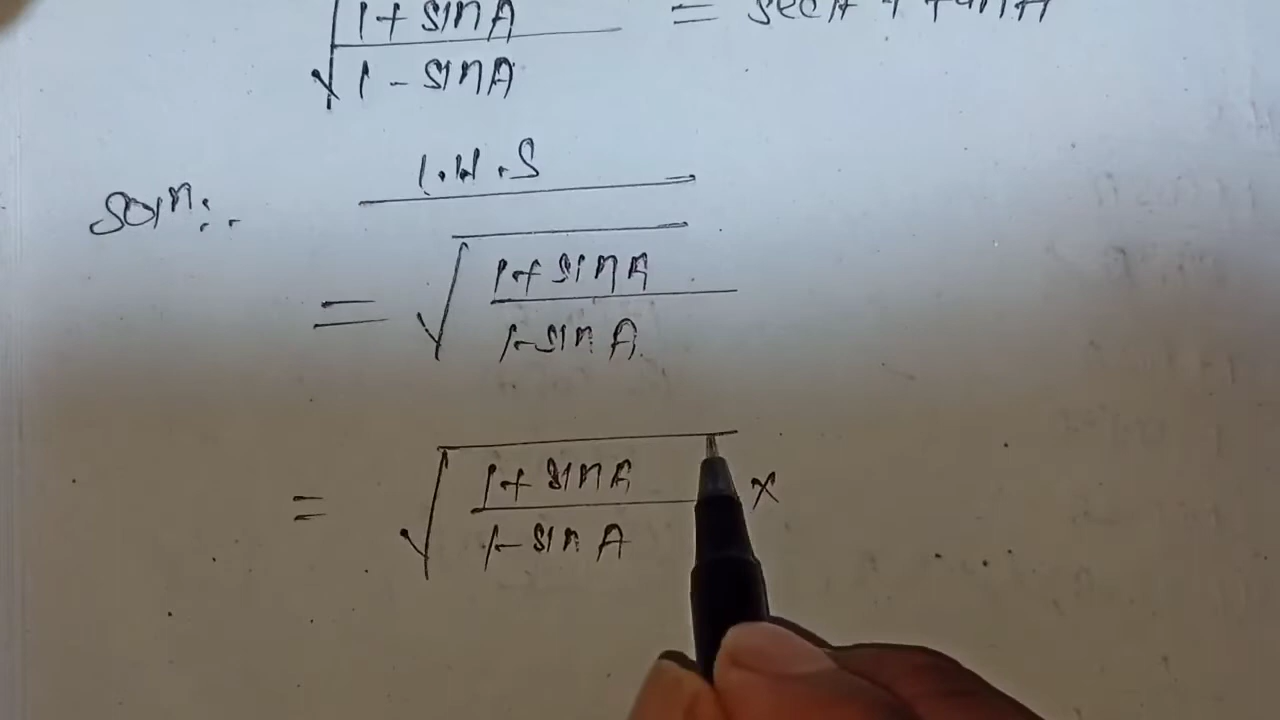 √(1 + sinA / 1 - sinA) = secA + tanA
Soln:. L.H.S
= √(1 + sinA / 1 - sinA)
= √(1 + sinA / 1 - sinA) ×